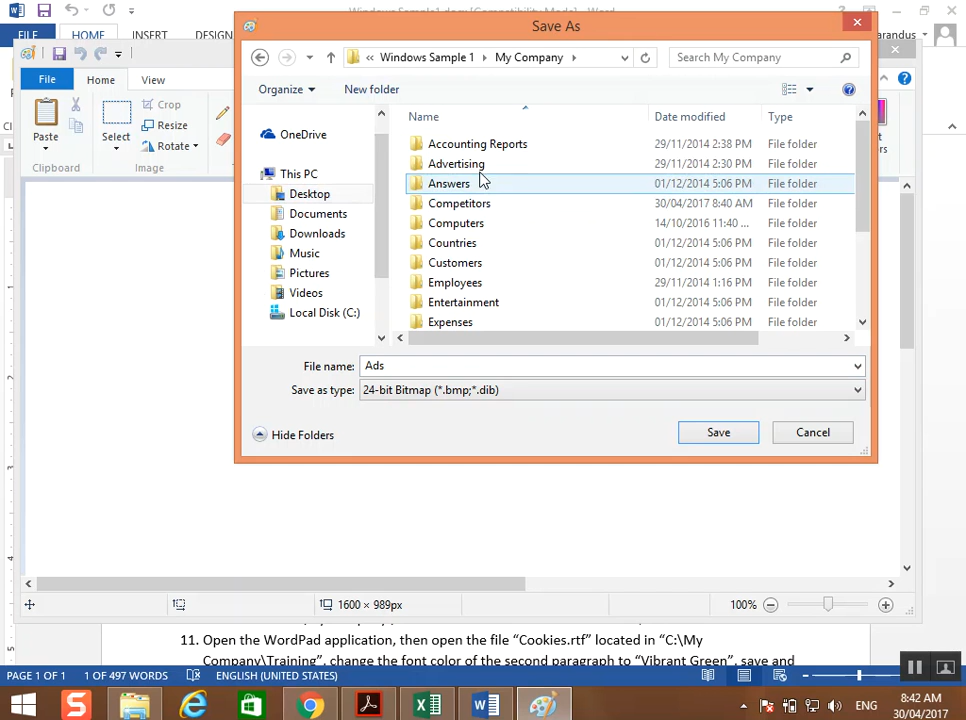 Save As
FILE HOME INSERT DESIGN
arandus
File Home View
Paste
Select
Crop
Resize
Rotate
Clipboard
Image
« Windows Sample 1 My Company
Search My Company
Organize New folder
Name Date modified Type
OneDrive
This PC
Desktop
Documents
Downloads
Music
Pictures
Videos
Local Disk (C:)
Accounting Reports 29/11/2014 2:38 PM File folder
Advertising 29/11/2014 2:30 PM File folder
Answers 01/12/2014 5:06 PM File folder
Competitors 30/04/2017 8:40 AM File folder
Computers 14/10/2016 11:40 ... File folder
Countries 01/12/2014 5:06 PM File folder
Customers 01/12/2014 5:06 PM File folder
Employees 29/11/2014 1:16 PM File folder
Entertainment 01/12/2014 5:06 PM File folder
Expenses 01/12/2014 5:06 PM File folder
File name: Ads
Save as type: 24-bit Bitmap (*.bmp;*.dib)
Hide Folders
Save Cancel
1600 × 989px
100%
11. Open the WordPad application, then open the file “Cookies.rtf” located in “C:\My
Company\Training”, change the font color of the second paragraph to “Vibrant Green”, save and
PAGE 1 OF 1 1 OF 497 WORDS ENGLISH (UNITED STATES)
ENG
8:42 AM
30/04/2017